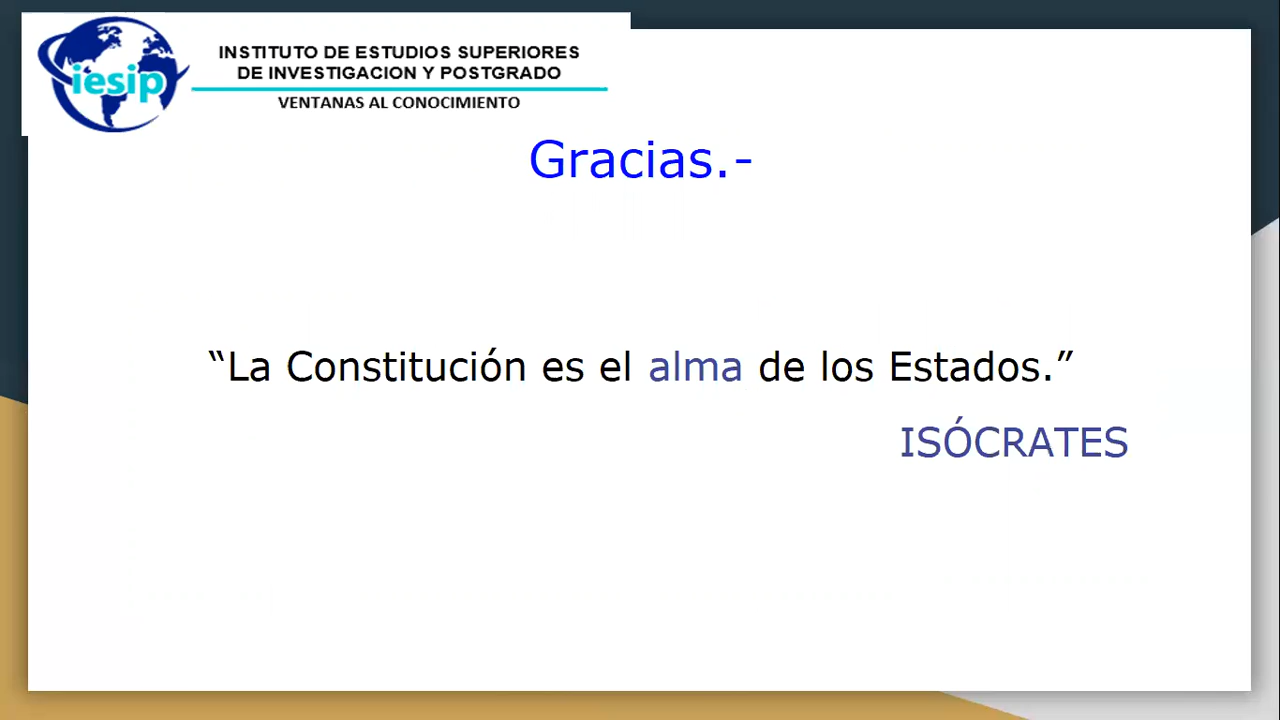 iesip
INSTITUTO DE ESTUDIOS SUPERIORES
DE INVESTIGACION Y POSTGRADO
VENTANAS AL CONOCIMIENTO
Gracias.-
“La Constitución es el alma de los Estados.”
ISÓCRATES